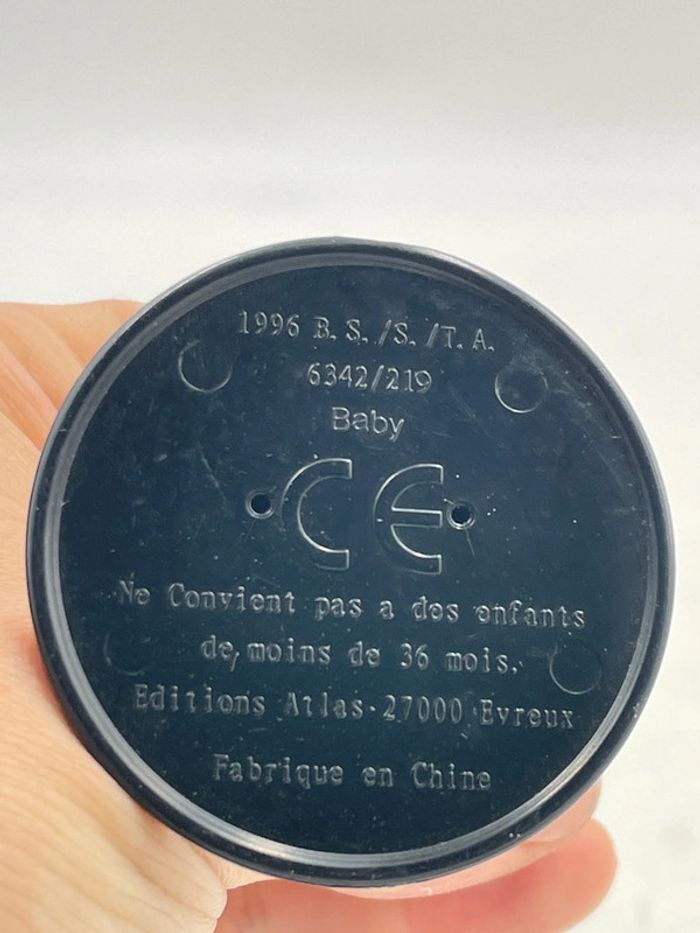 1996 B. S. /S. /T. A.
6342/219
Baby
CE
Ne Convient pas a des enfants
de moins de 36 mois.
Editions Atlas-27000 Evreux
Fabrique en Chine